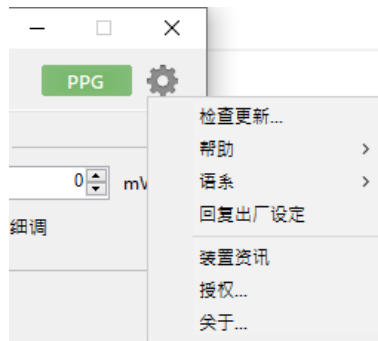 PPG
检查更新...
帮助
0 mV
语系
回复出厂设定
细调
装置资讯
授权...
关于...